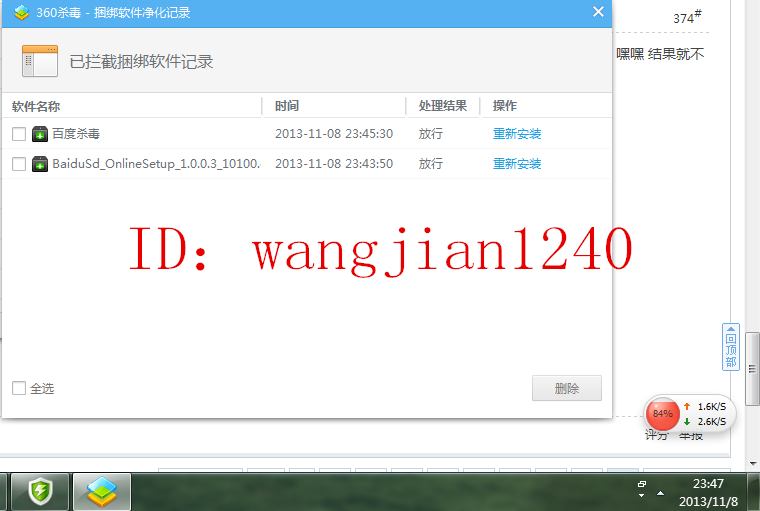 360杀毒 - 捆绑软件净化记录
374#
嘿嘿 结果就不
已拦截捆绑软件记录
软件名称 时间 处理结果 操作
百度杀毒 2013-11-08 23:45:30 放行 重新安装
BaiduSd_OnlineSetup_1.0.0.3_10100. 2013-11-08 23:43:50 放行 重新安装
ID: wangjian1240
回顶部
全选 删除
84% 1.6K/S
2.6K/S
评分 举报
23:47
2013/11/8